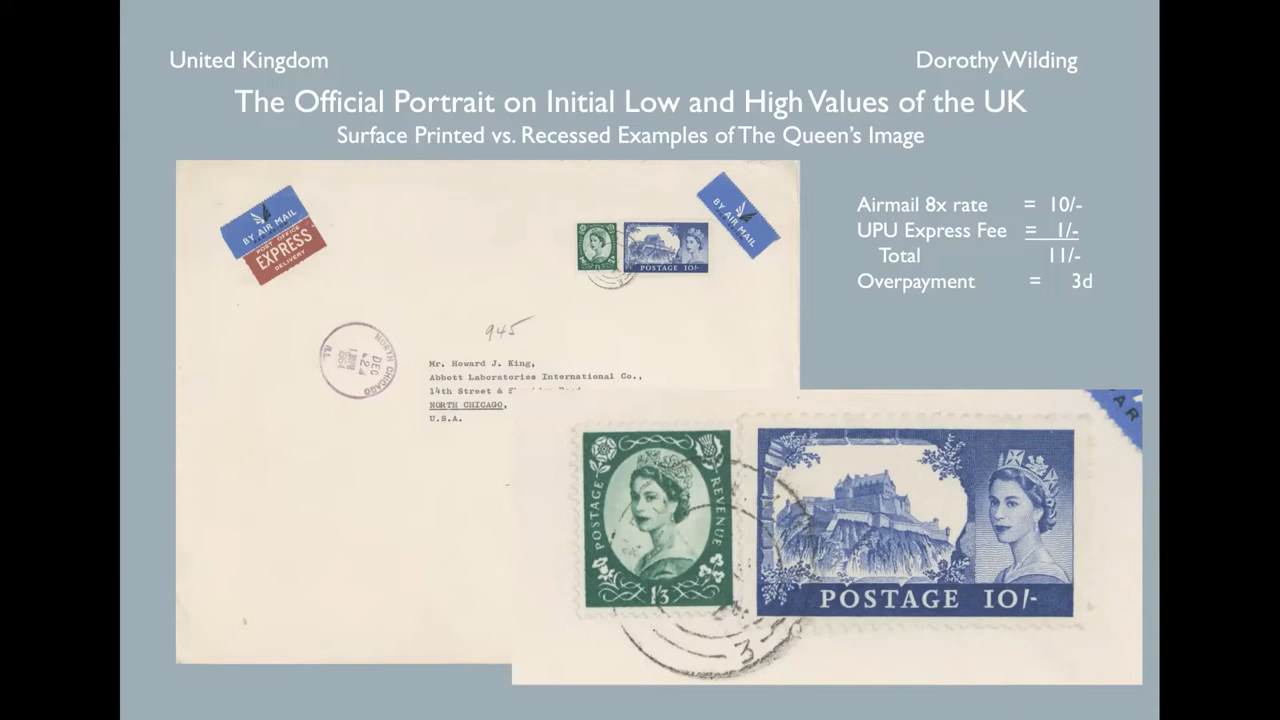 United Kingdom
Dorothy Wilding
The Official Portrait on Initial Low and High Values of the UK
Surface Printed vs. Recessed Examples of The Queen's Image
BY AIR MAIL
POST OFFICE
EXPRESS
DELIVERY
BY AIR MAIL
POSTAGE 10/-
Airmail 8x rate = 10/-
UPU Express Fee = 1/-
Total 11/-
Overpayment = 3d
945
NORTH CHICAGO
DEC
ILL.
Mr. Howard J. King,
Abbott Laboratories International Co.,
14th Street &
NORTH CHICAGO,
U.S.A.
POSTAGE
REVENUE
1/3
POSTAGE 10/-
3
AR